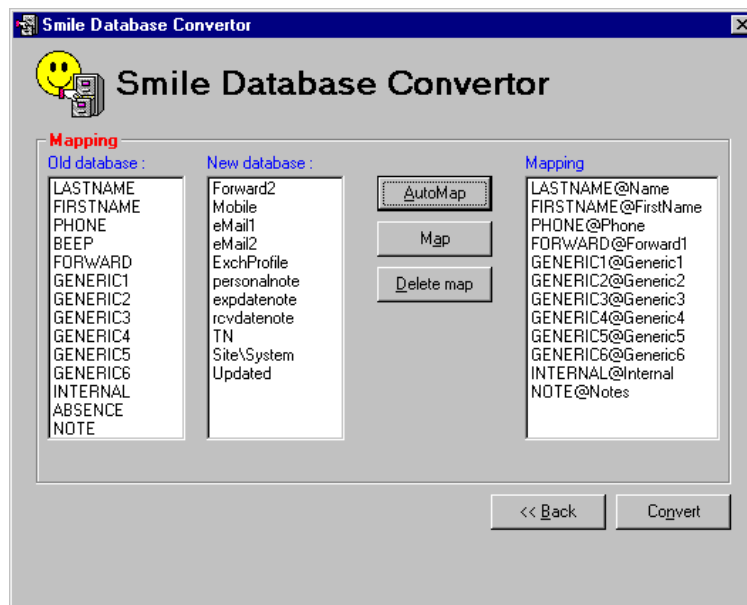 Smile Database Convertor
Smile Database Convertor
Mapping
Old database :
LASTNAME
FIRSTNAME
PHONE
BEEP
FORWARD
GENERIC1
GENERIC2
GENERIC3
GENERIC4
GENERIC5
GENERIC6
INTERNAL
ABSENCE
NOTE
New database :
Forward2
Mobile
eMail1
eMail2
ExchProfile
personalnote
expdatenote
rcvdatenote
TN
Site\System
Updated
AutoMap
Map
Delete map
Mapping
LASTNAME@Name
FIRSTNAME@FirstName
PHONE@Phone
FORWARD@Forward1
GENERIC1@Generic1
GENERIC2@Generic2
GENERIC3@Generic3
GENERIC4@Generic4
GENERIC5@Generic5
GENERIC6@Generic6
INTERNAL@Internal
NOTE@Notes
<< Back
Convert